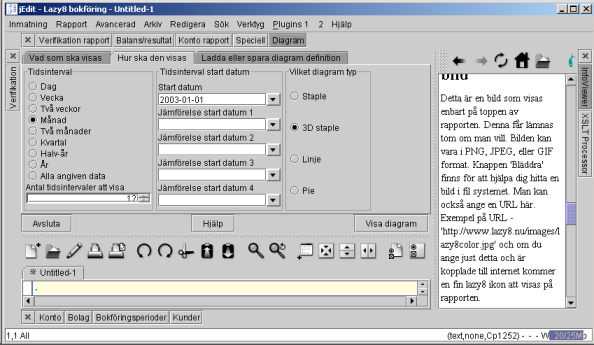 jEdit - Lazy8 bokföring - Untitled-1
Inmatning Rapport Avancerad Arkiv Redigera Sök Verktyg Plugins 1 2 Hjälp
Verifikation rapport Balans/resultat Konto rapport Speciell Diagram
Verifikation
Vad som ska visas Hur ska den visas Ladda eller spara diagram definition
Tidsinterval
Dag
Vecka
Två veckor
Månad
Två månader
Kvartal
Halv-år
År
Alla angiven data
Antal tidsintervaler att visa
12
Tidsinterval start datum
Start datum
2003-01-01
Jämförelse start datum 1
Jämförelse start datum 2
Jämförelse start datum 3
Jämförelse start datum 4
Vilket diagram typ
Staple
3D staple
Linje
Pie
Avsluta Hjälp Visa diagram
Untitled-1
Konto Bolag Bokföringsperioder Kunder
bild
Detta är en bild som visas
enbart på toppen av
rapporten. Denna får lämnas
tom om man vill. Bilden kan
vara i PNG, JPEG, eller GIF
format. Knappen 'Bläddra'
finns för att hjälpa dig hitta en
bild i fil systemet. Man kan
också ange en URL här.
Exempel på URL -
'http://www.lazy8.nu/images/l
azy8color.jpg' och om du
ange just detta och är
kopplade till internet kommer
en fin lazy8 ikon att visas på
rapporten.
InfoViewer
XSLT Processor
1,1 All
(text,none,Cp1252) - - - W 20/25Mb